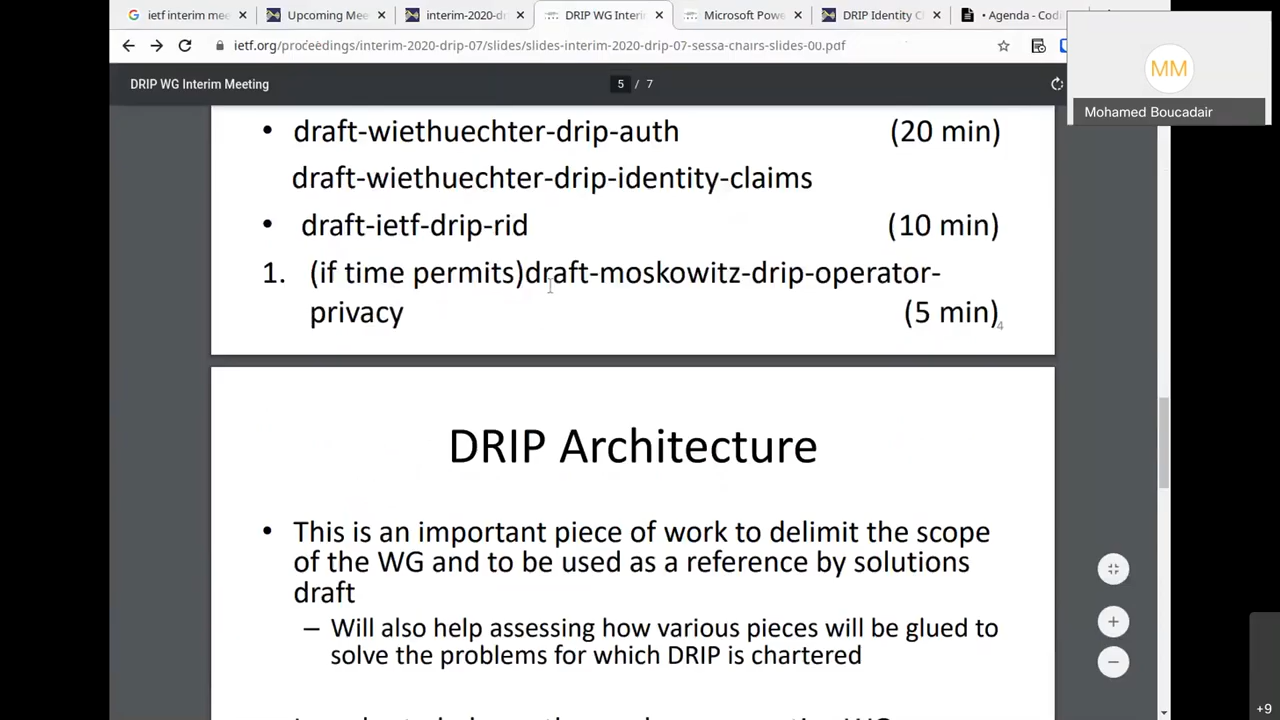 ietf interim mee
Upcoming Mee
interim-2020-d
DRIP WG Interi
Microsoft Powe
DRIP Identity C
• Agenda - Codi
ietf.org/proceedings/interim-2020-drip-07/slides/slides-interim-2020-drip-07-sessa-chairs-slides-00.pdf
MM
Mohamed Boucadair
DRIP WG Interim Meeting
5 / 7
• draft-wiethuechter-drip-auth (20 min)
draft-wiethuechter-drip-identity-claims
• draft-ietf-drip-rid (10 min)
1. (if time permits)draft-moskowitz-drip-operator-
privacy (5 min)
4
DRIP Architecture
• This is an important piece of work to delimit the scope
of the WG and to be used as a reference by solutions
draft
– Will also help assessing how various pieces will be glued to
solve the problems for which DRIP is chartered
+9